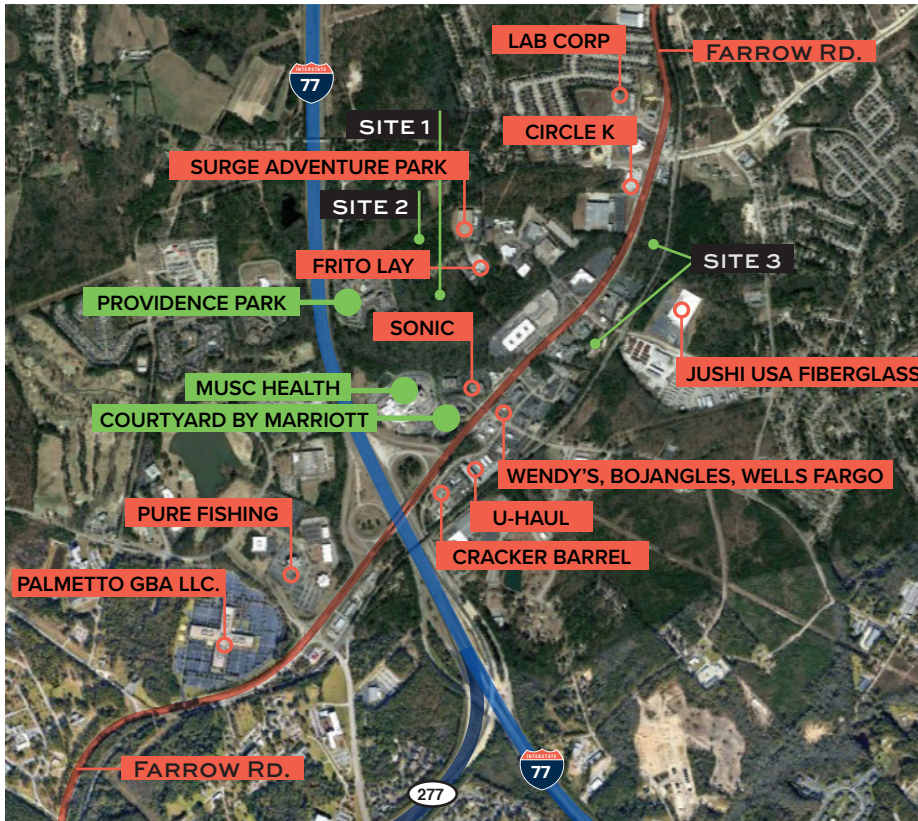 LAB CORP
FARROW RD.
INTERSTATE
77
SITE 1
CIRCLE K
SURGE ADVENTURE PARK
SITE 2
SITE 3
FRITO LAY
PROVIDENCE PARK
SONIC
JUSHI USA FIBERGLASS
MUSC HEALTH
COURTYARD BY MARRIOTT
WENDY'S, BOJANGLES, WELLS FARGO
PURE FISHING
U-HAUL
CRACKER BARREL
PALMETTO GBA LLC.
FARROW RD.
INTERSTATE
77
277